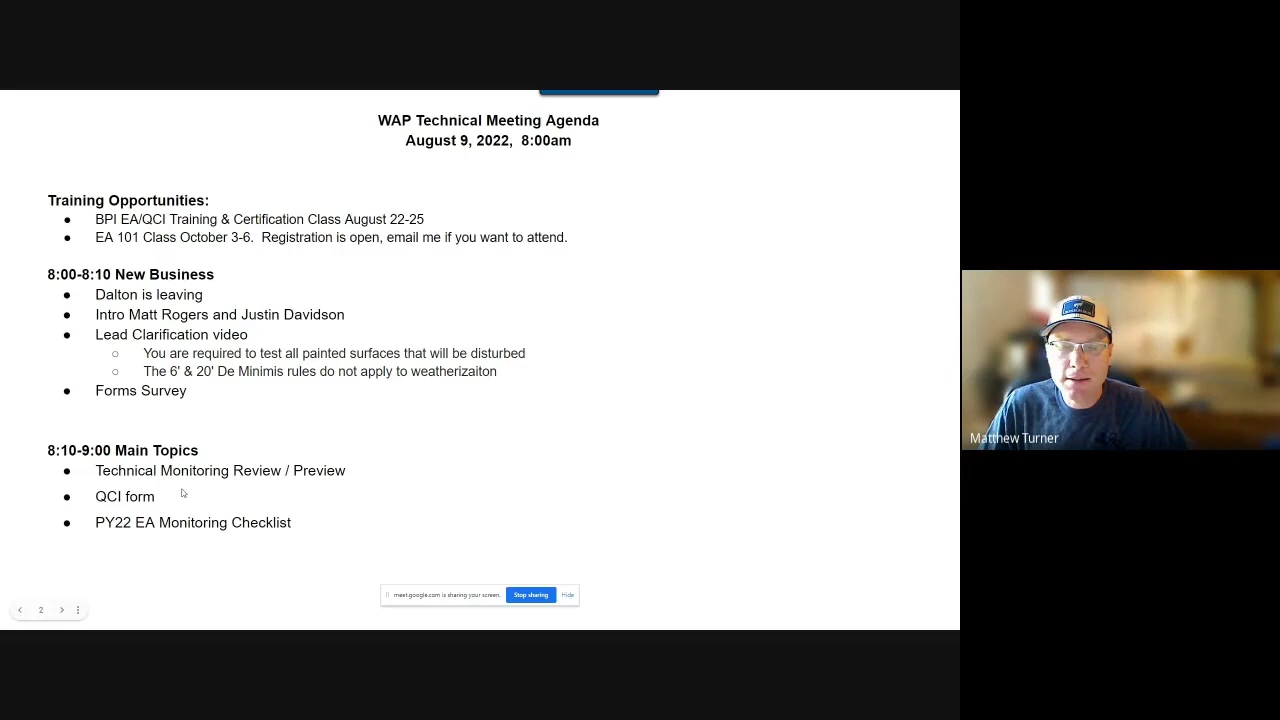 WAP Technical Meeting Agenda
August 9, 2022, 8:00am
Training Opportunities:
● BPI EA/QCI Training & Certification Class August 22-25
● EA 101 Class October 3-6. Registration is open, email me if you want to attend.
8:00-8:10 New Business
● Dalton is leaving
● Intro Matt Rogers and Justin Davidson
● Lead Clarification video
○ You are required to test all painted surfaces that will be disturbed
○ The 6' & 20' De Minimis rules do not apply to weatherizaiton
● Forms Survey
8:10-9:00 Main Topics
● Technical Monitoring Review / Preview
● QCI form
● PY22 EA Monitoring Checklist
meet.google.com is sharing your screen. Stop sharing Hide
2
Matthew Turner